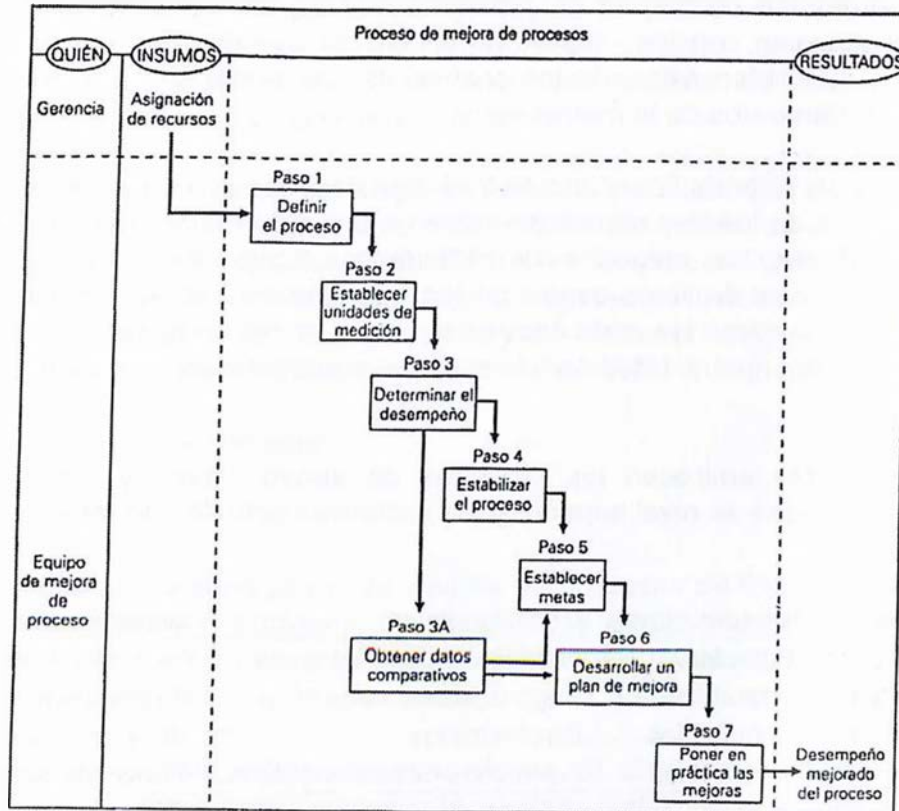 Proceso de mejora de procesos
QUIÉN
INSUMOS
RESULTADOS
Gerencia
Asignación
de recursos
Paso 1
Definir
el proceso
Paso 2
Establecer
unidades de
medición
Paso 3
Determinar el
desempeño
Paso 4
Estabilizar
el proceso
Paso 5
Establecer
metas
Equipo
de mejora
de
proceso
Paso 3A
Obtener datos
comparativos
Paso 6
Desarrollar un
plan de mejora
Paso 7
Poner en
práctica las
mejoras
Desempeño
mejorado
del proceso